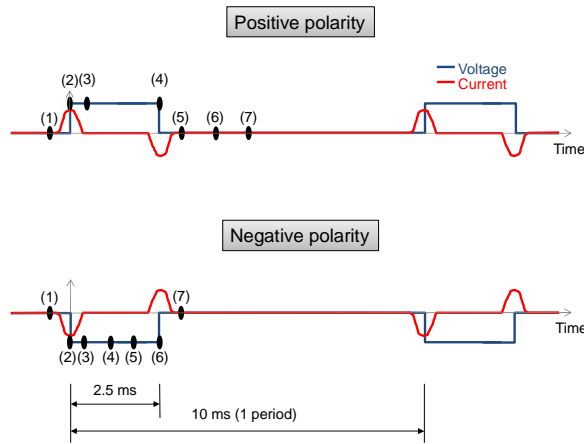 Positive polarity
(2) (3) (4)
Voltage
Current
(1) (5) (6) (7)
Time
Negative polarity
(1) (7)
Time
(2) (3) (4) (5) (6)
2.5 ms
10 ms (1 period)